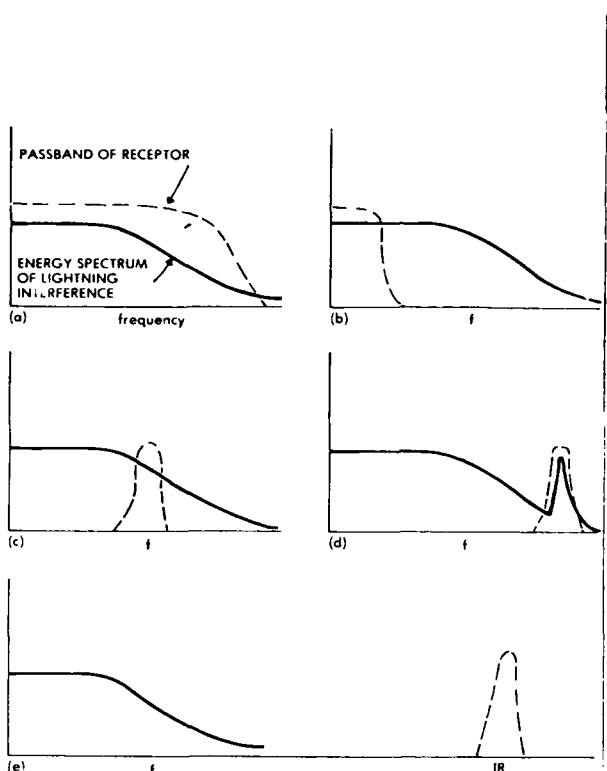 PASSBAND OF RECEPTOR
ENERGY SPECTRUM
OF LIGHTNING
INTERFERENCE
(a)
frequency
(b)
f
(c)
f
(d)
f
(e)
f
IR